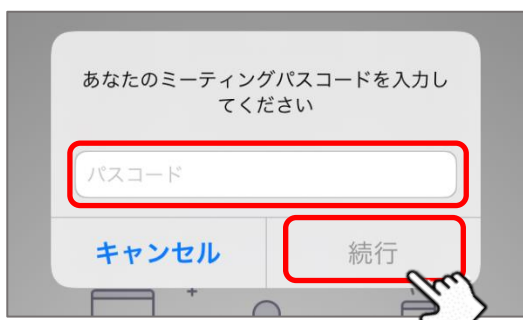 あなたのミーティングパスコードを入力し
てください
パスコード
キャンセル
続行